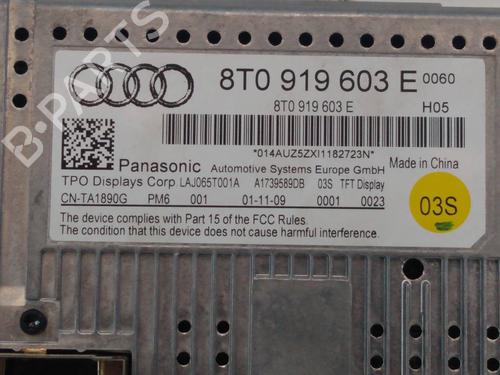 8T0 919 603 E 0060
8T0 919 603 E H05
*014AUZ5ZXI1182723N*
Panasonic Automotive Systems Europe GmbH Made in China
TPO Displays Corp. LAJ065T001A A1739589DB 03S TFT Display
CN-TA1890G PM6 001 01-11-09 0001 0023
03S
The device complies with Part 15 of the FCC Rules.
The condition that this device does not cause harmful interference.
B-PARTS